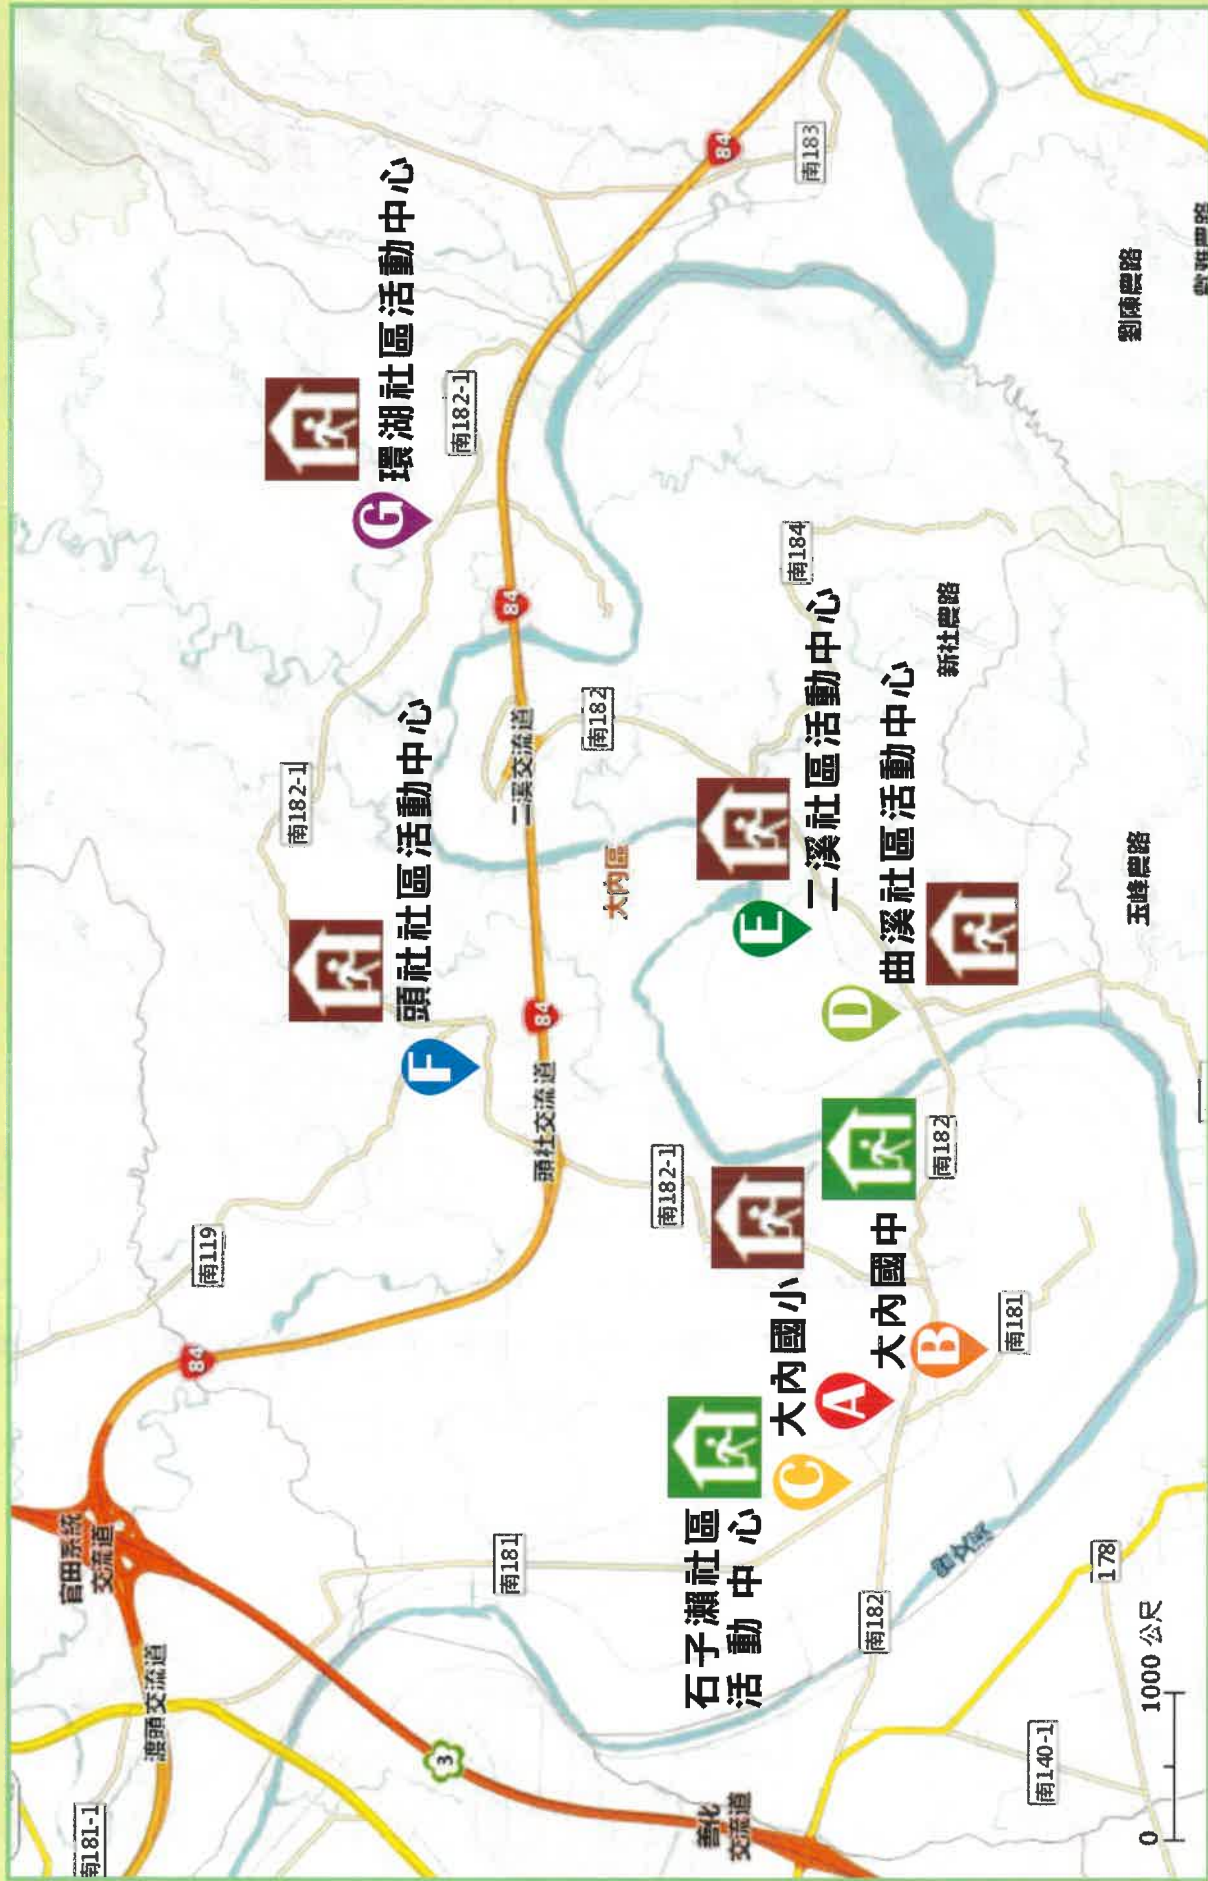 官田系統
交流道
渡頭交流道
南181-1
84
南119
南182-1
頭社社區活動中心
F
環湖社區活動中心
G
南182-1
3
南181
頭社交流道
84
二溪交流道
84
84
南183
善化
交流道
石子瀨社區
活動中心
C
大內國小
A
大內國中
B
南182-1
大內區
南182
E
二溪社區活動中心
D
曲溪社區活動中心
南184
新社農路
玉峰農路
劉陳農路
南182
南182
南181
178
南140-1
0
1000 公尺